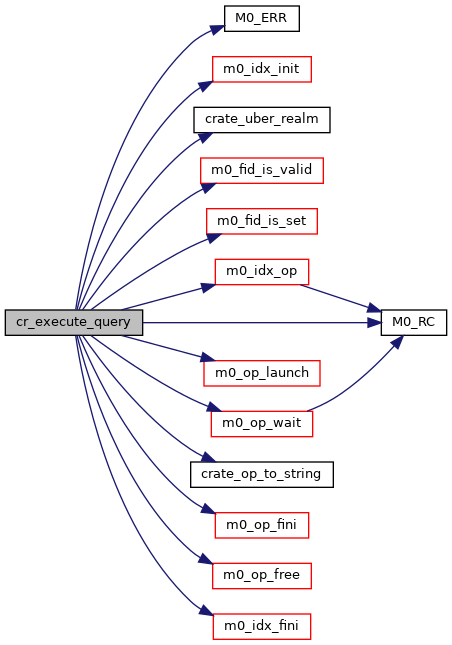 M0_ERR
m0_idx_init
crate_uber_realm
m0_fid_is_valid
m0_fid_is_set
m0_idx_op
cr_execute_query
M0_RC
m0_op_launch
m0_op_wait
crate_op_to_string
m0_op_fini
m0_op_free
m0_idx_fini